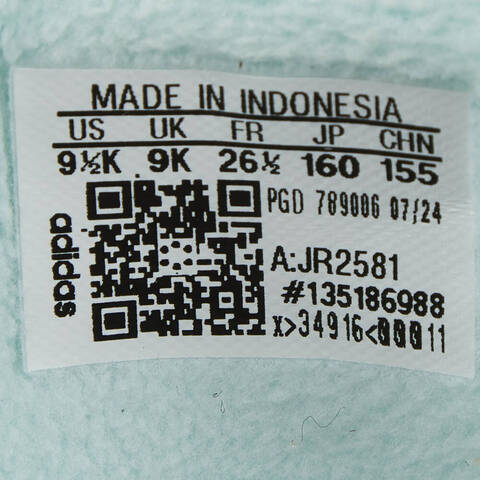 MADE IN INDONESIA
US UK FR JP CHN
9½K 9K 26½ 160 155
PGD 789006 07/24
adidas
A:JR2581
#135186988
x>34916<00011